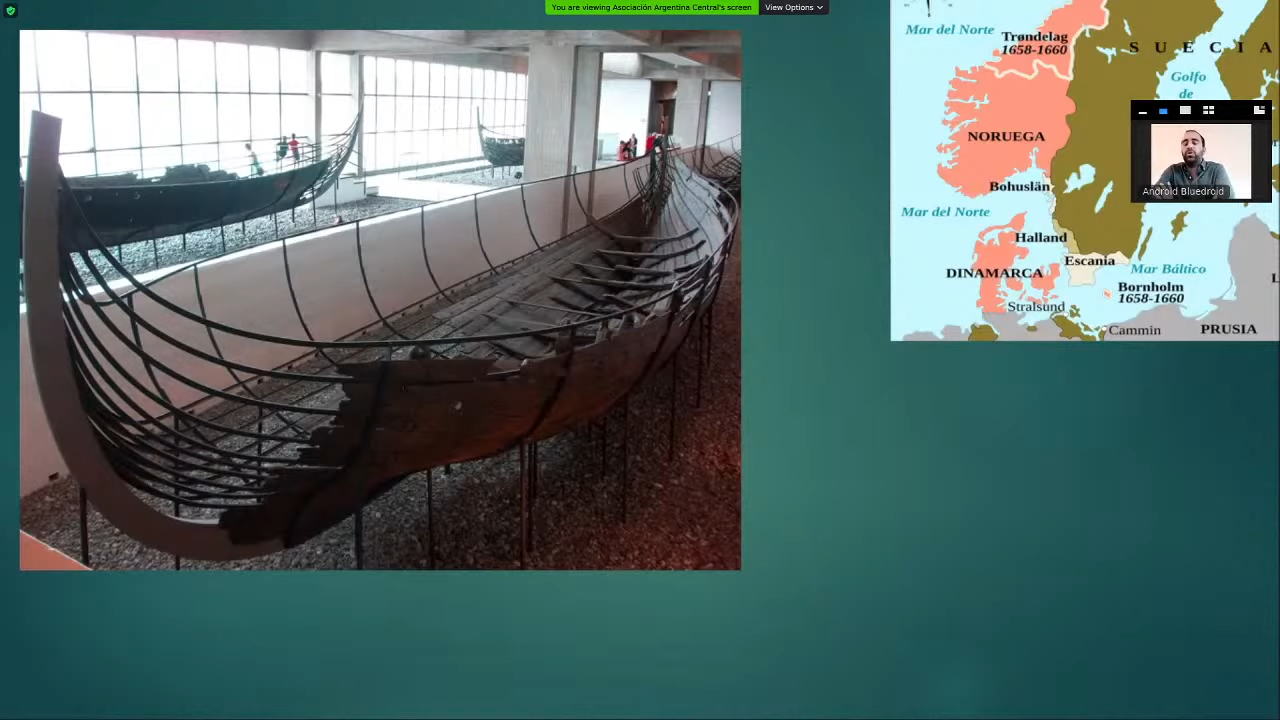 You are viewing Asociación Argentina Central's screen
View Options
Mar del Norte
Trøndelag
1658-1660
S U E C I A
Golfo
de
NORUEGA
Android Bluedroid
Bohuslän
Mar del Norte
Halland
Escania
DINAMARCA
Mar Báltico
Bornholm
1658-1660
Stralsund
Cammin
PRUSIA